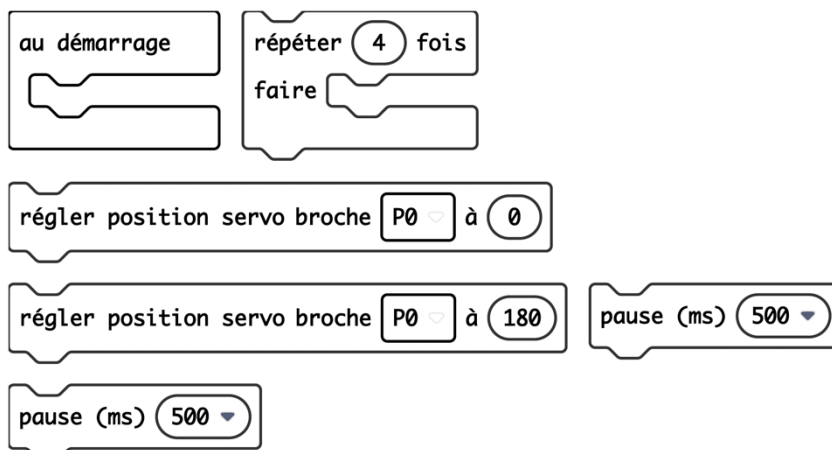 au démarrage
répéter 4 fois
faire
régler position servo broche P0 à 0
régler position servo broche P0 à 180
pause (ms) 500
pause (ms) 500